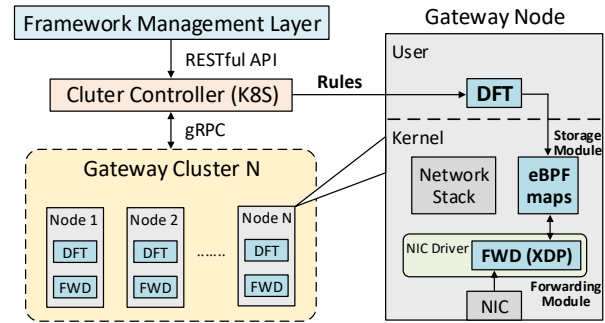 Framework Management Layer
RESTful API
Cluter Controller (K8S)
Rules
gRPC
Gateway Cluster N
Node 1
DFT
FWD
Node 2
DFT
FWD
.......
Node N
DFT
FWD
Gateway Node
User
DFT
Kernel
Storage
Module
Network
Stack
eBPF
maps
NIC Driver
FWD (XDP)
Forwarding
Module
NIC